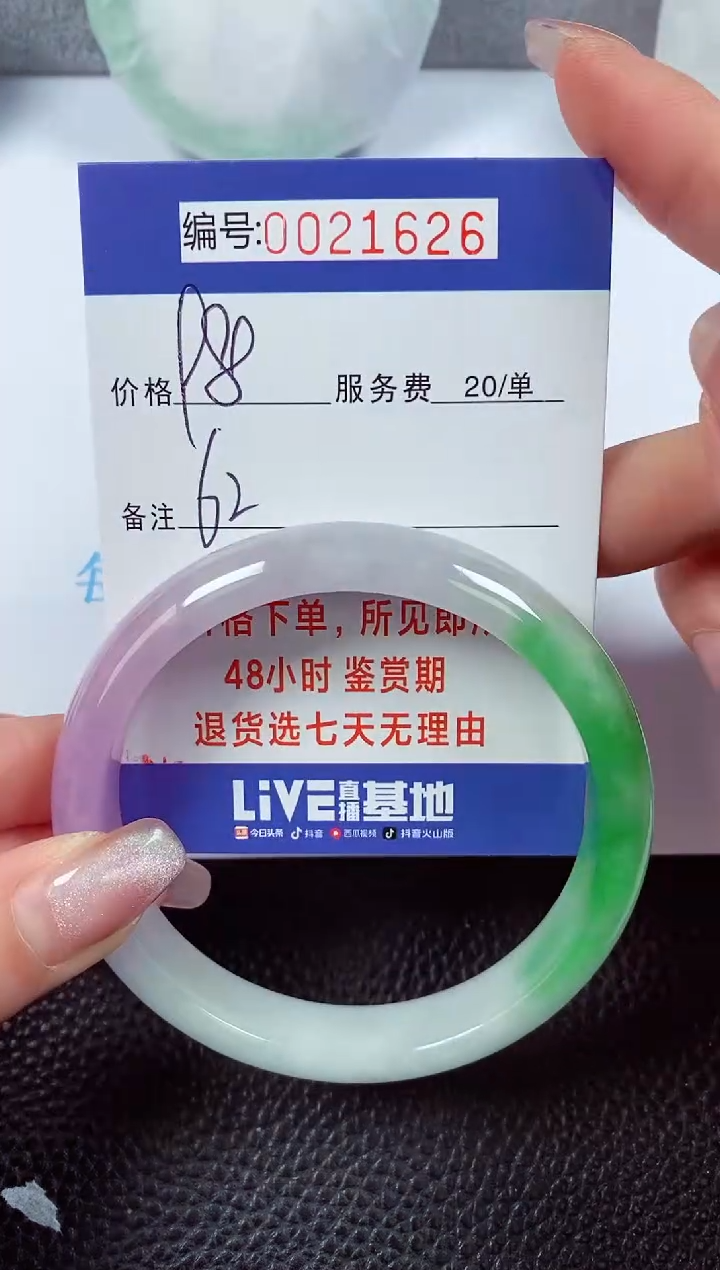 编号:0021626
价格 P88 服务费 20/单
备注 62
格下单，所见即
48小时 鉴赏期
退货选七天无理由
LiVE直播基地
今日头条 抖音 西瓜视频 抖音火山版